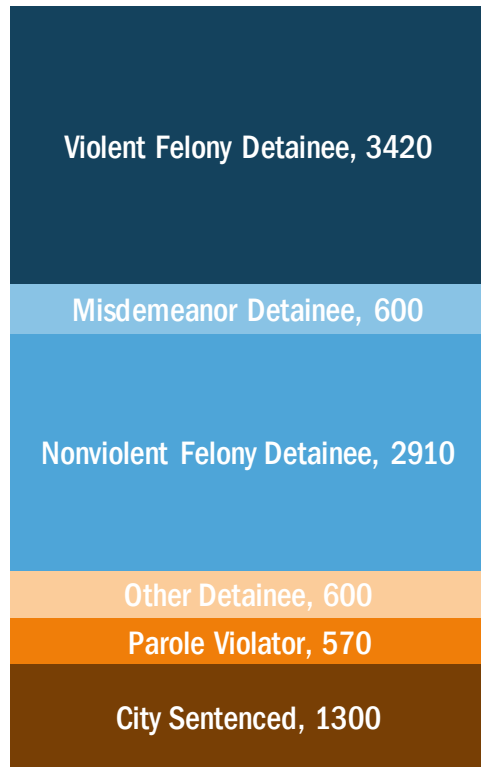 Violent Felony Detainee, 3420
Misdemeanor Detainee, 600
Nonviolent Felony Detainee, 2910
Other Detainee, 600
Parole Violator, 570
City Sentenced, 1300